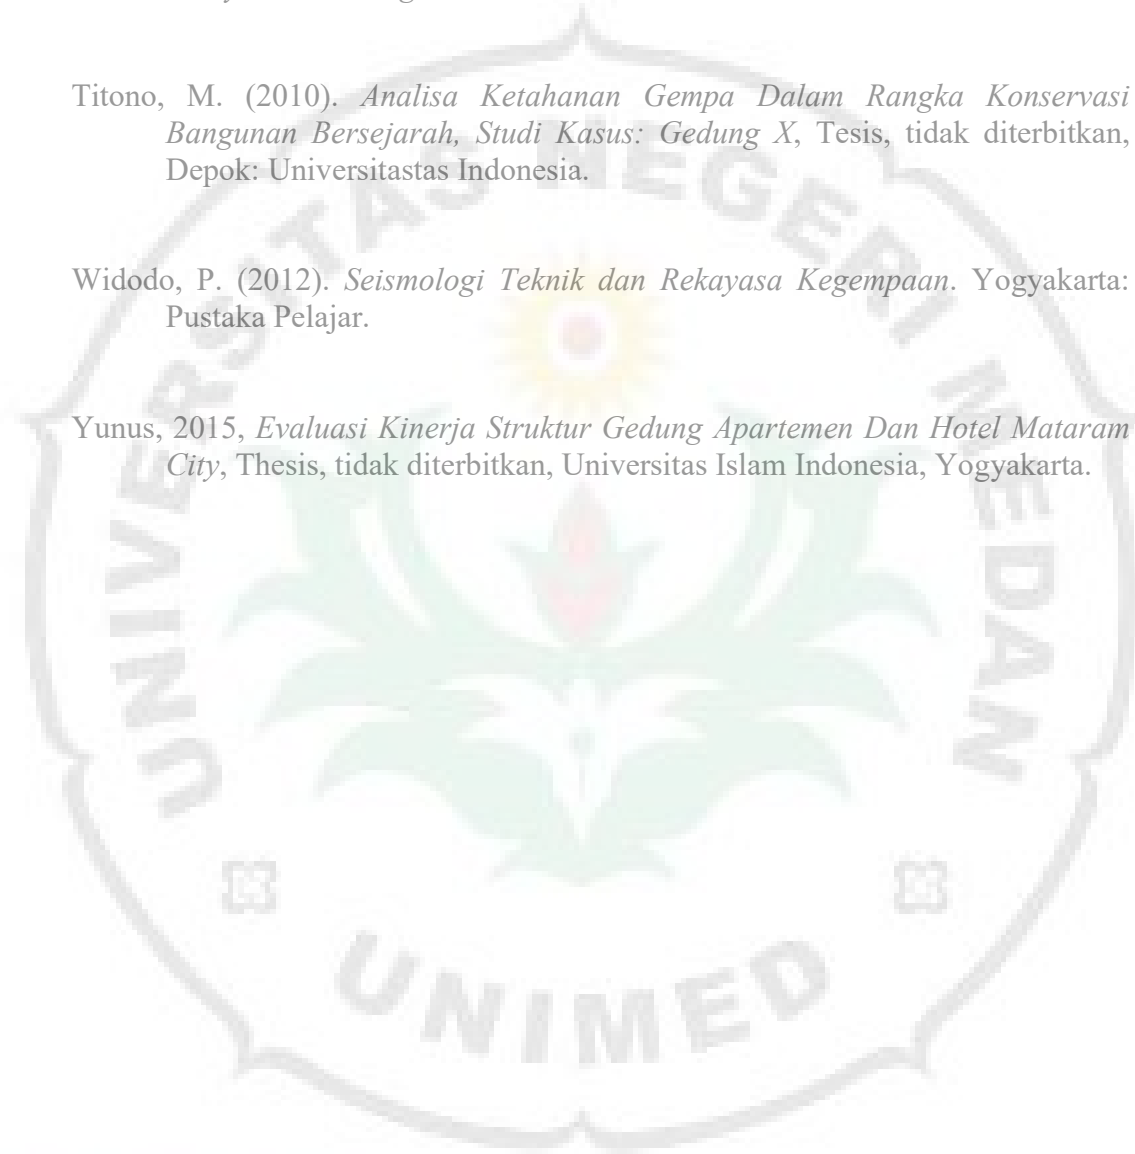 Titono, M. (2010). Analisa Ketahanan Gempa Dalam Rangka Konservasi
Bangunan Bersejarah, Studi Kasus: Gedung X, Tesis, tidak diterbitkan,
Depok: Universitastas Indonesia.
Widodo, P. (2012). Seismologi Teknik dan Rekayasa Kegempaan. Yogyakarta:
Pustaka Pelajar.
Yunus, 2015, Evaluasi Kinerja Struktur Gedung Apartemen Dan Hotel Mataram
City, Thesis, tidak diterbitkan, Universitas Islam Indonesia, Yogyakarta.
UNIVERSITAS NEGERI MEDAN
UNIMED